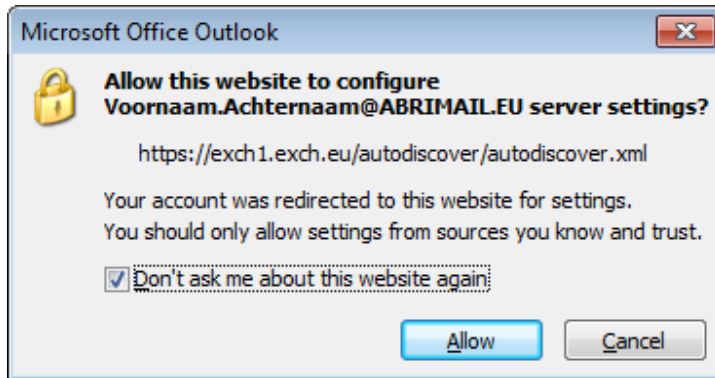 Microsoft Office Outlook
Allow this website to configure
Voornaam.Achternaam@ABRIMAIL.EU server settings?
https://exch1.exch.eu/autodiscover/autodiscover.xml
Your account was redirected to this website for settings.
You should only allow settings from sources you know and trust.
Don't ask me about this website again
Allow Cancel